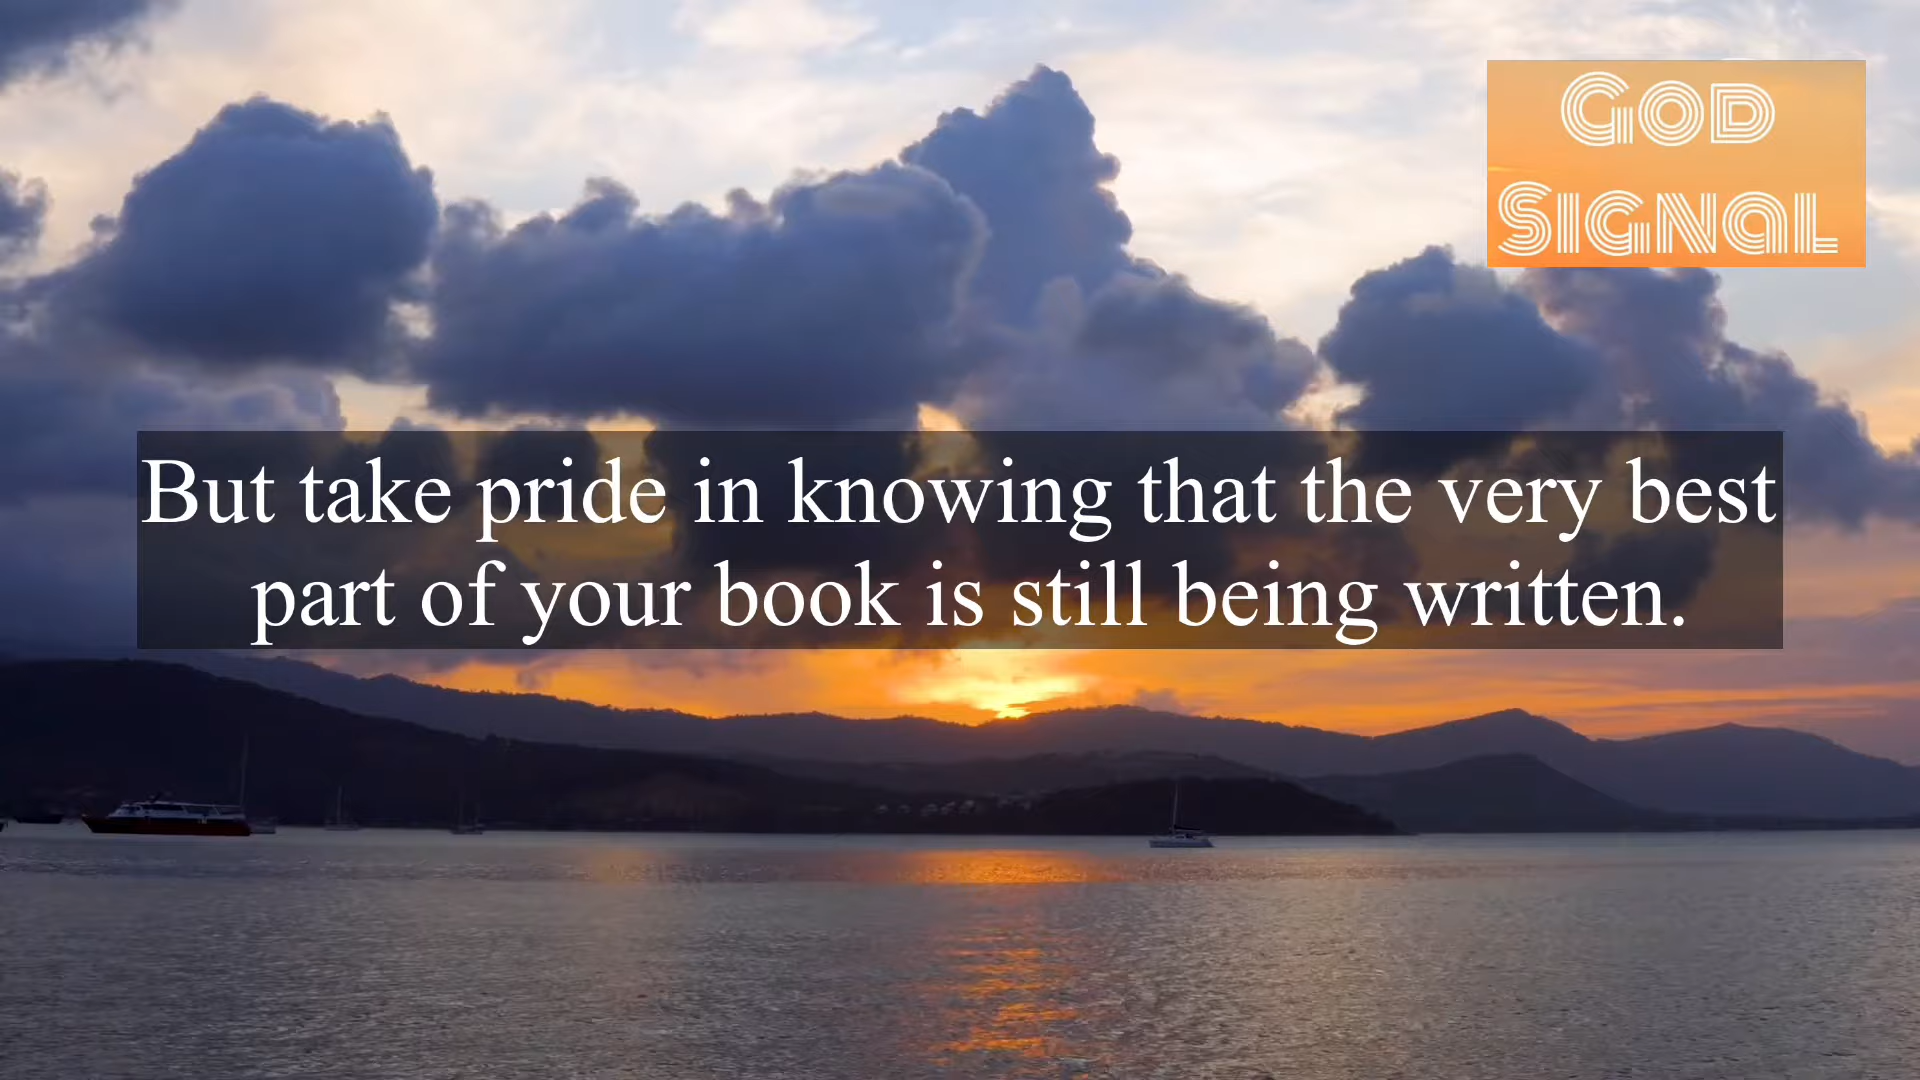 God
Signal
But take pride in knowing that the very best
part of your book is still being written.